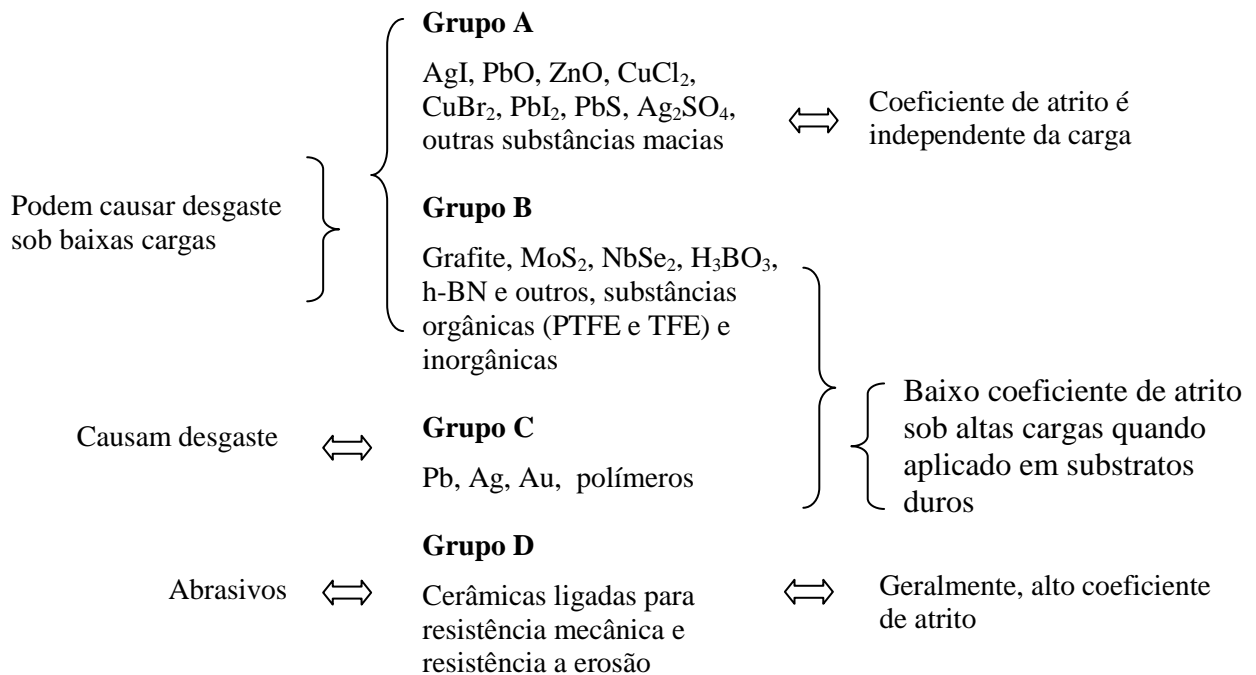 Grupo A
AgI, PbO, ZnO, CuCl₂,
CuBr₂, PbI₂, PbS, Ag₂SO₄,
outras substâncias macias
Coeficiente de atrito é
independente da carga
Podem causar desgaste
sob baixas cargas
Grupo B
Grafite, MoS₂, NbSe₂, H₃BO₃,
h-BN e outros, substâncias
orgânicas (PTFE e TFE) e
inorgânicas
Baixo coeficiente de atrito
sob altas cargas quando
aplicado em substratos
duros
Causam desgaste
Grupo C
Pb, Ag, Au, polímeros
Grupo D
Abrasivos
Cerâmicas ligadas para
resistência mecânica e
resistência a erosão
Geralmente, alto coeficiente
de atrito